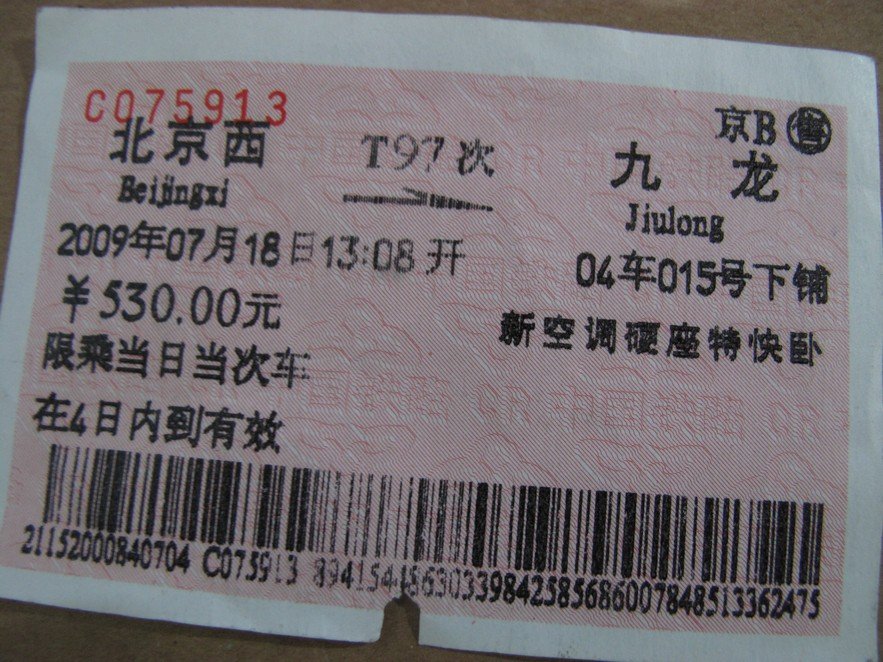 C075913
京B 售
北京西 T97次 九龙
Beijingxi Jiulong
2009年07月18日13:08开 04车015号下铺
￥530.00元 新空调硬座特快卧
限乘当日当次车
在4日内到有效
21152000840704 C075913 89415448630339842585686007848513362475